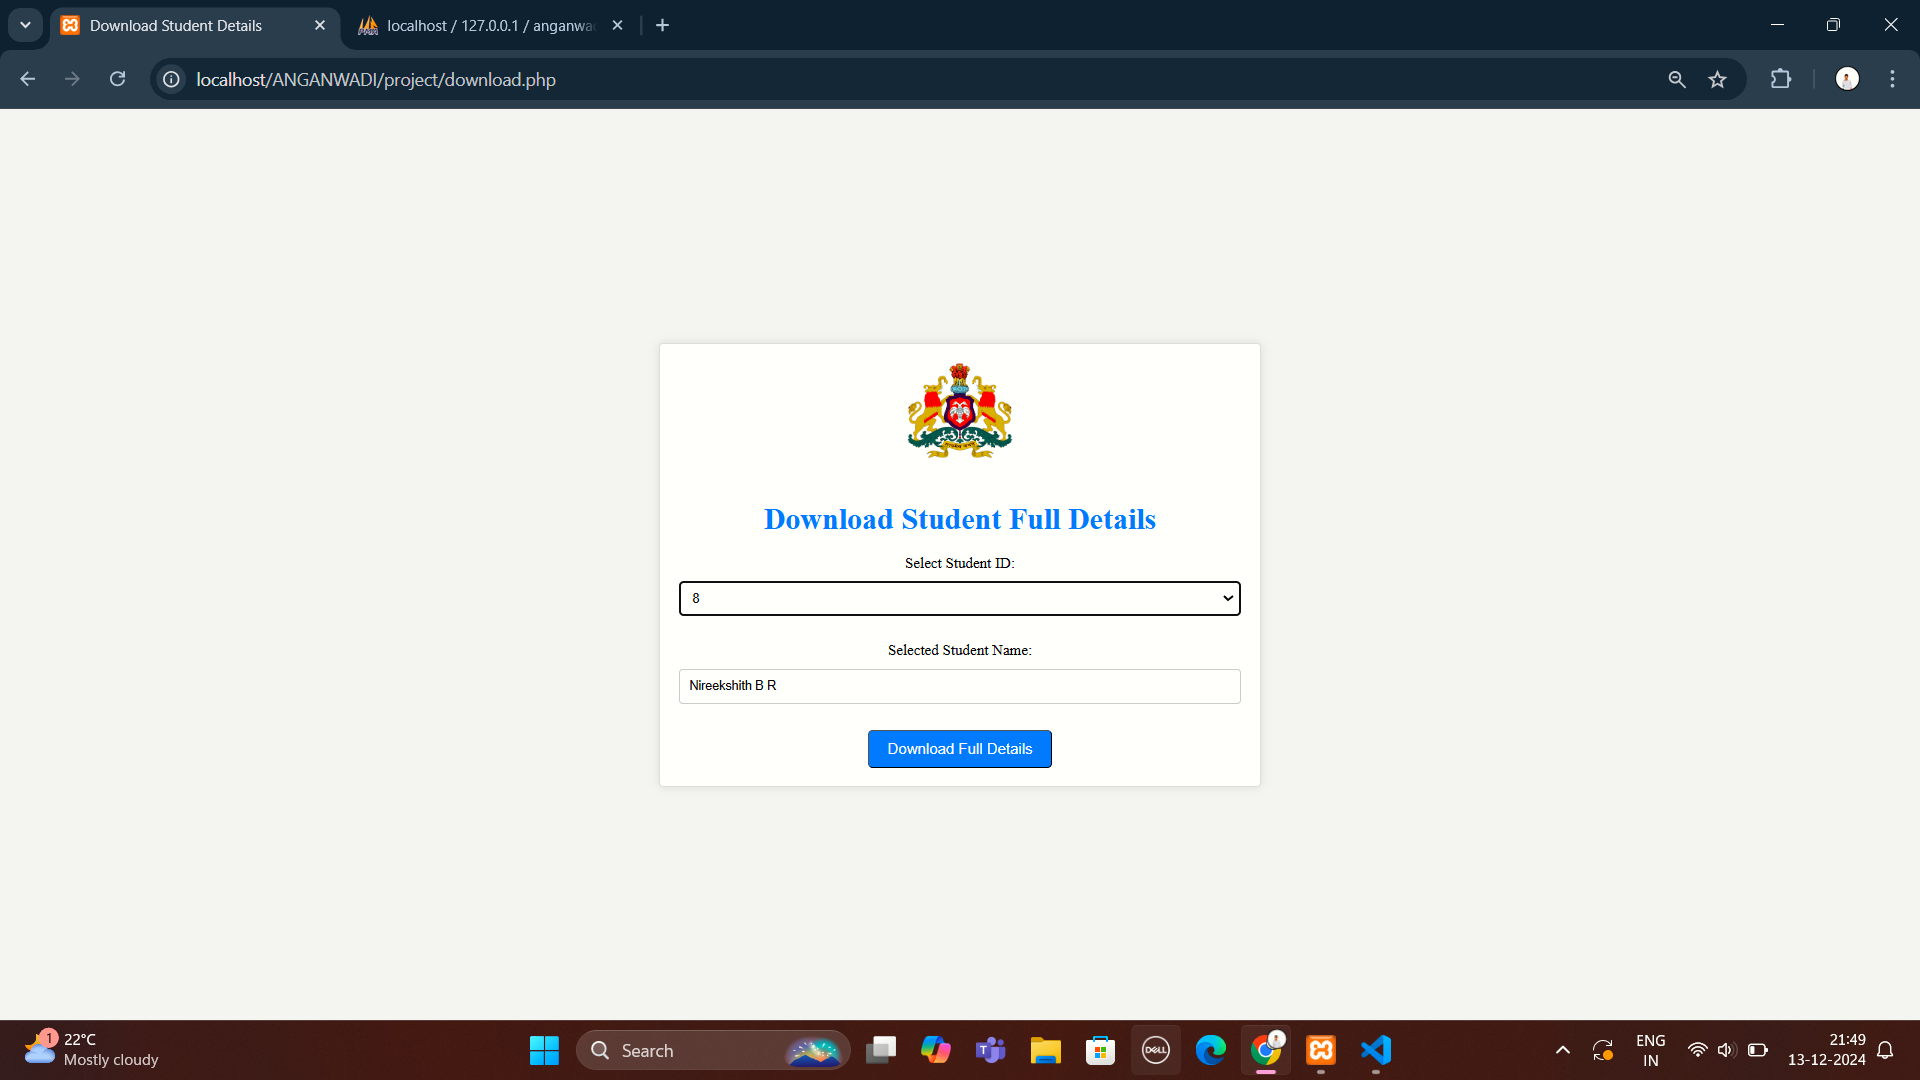 Download Student Details
localhost / 127.0.0.1 / anganwa
localhost/ANGANWADI/project/download.php
Download Student Full Details
Select Student ID:
8
Selected Student Name:
Nireekshith B R
Download Full Details
1
22°C
Mostly cloudy
Search
DELL
ENG
IN
21:49
13-12-2024